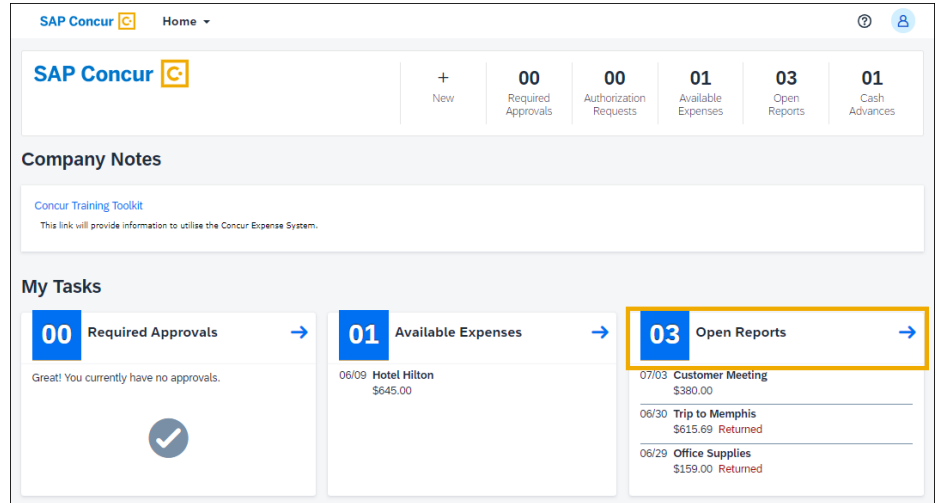 SAP Concur C Home
SAP Concur C
+
New
00
Required
Approvals
00
Authorization
Requests
01
Available
Expenses
03
Open
Reports
01
Cash
Advances
Company Notes
Concur Training Toolkit
This link will provide information to utilise the Concur Expense System.
My Tasks
00 Required Approvals
Great! You currently have no approvals.
01 Available Expenses
06/09 Hotel Hilton
$645.00
03 Open Reports
07/03 Customer Meeting
$380.00
06/30 Trip to Memphis
$615.69 Returned
06/29 Office Supplies
$159.00 Returned